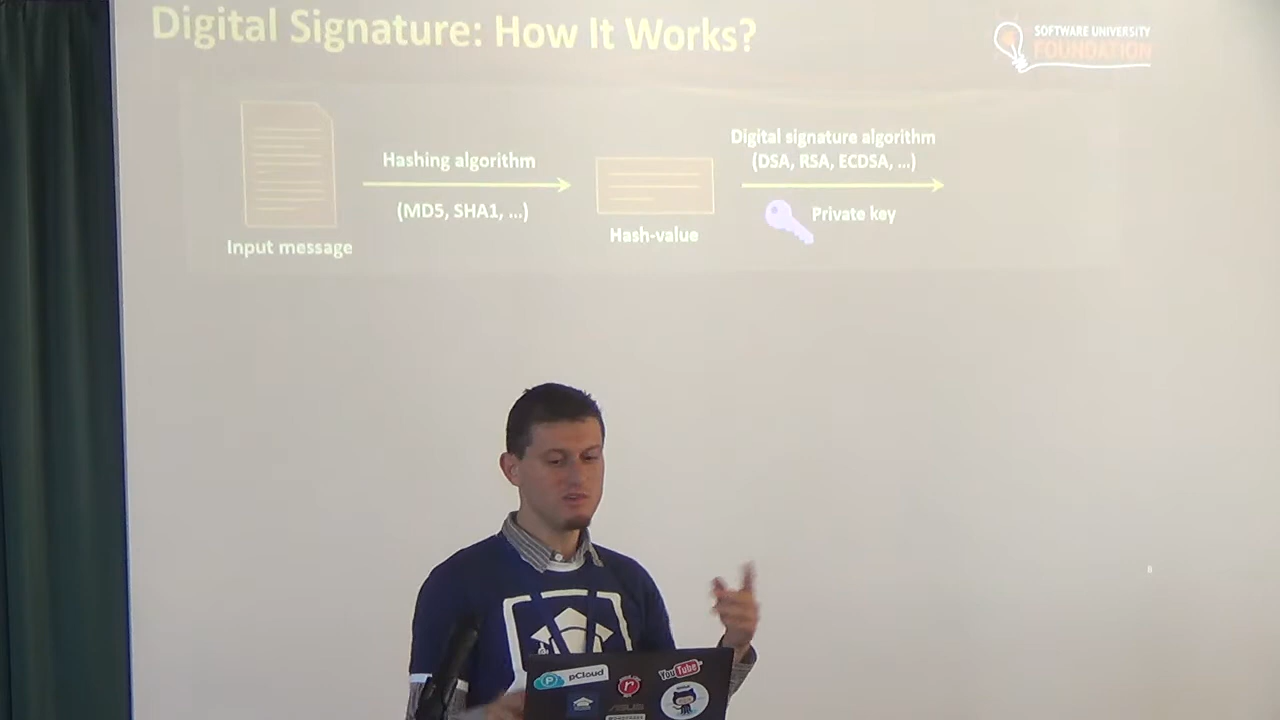 Digital Signature: How It Works?
SOFTWARE UNIVERSITY
FOUNDATION
Hashing algorithm
(MD5, SHA1, ...)
Input message
Hash-value
Digital signature algorithm
(DSA, RSA, ECDSA, ...)
Private key
pCloud
YouTube
ASUS